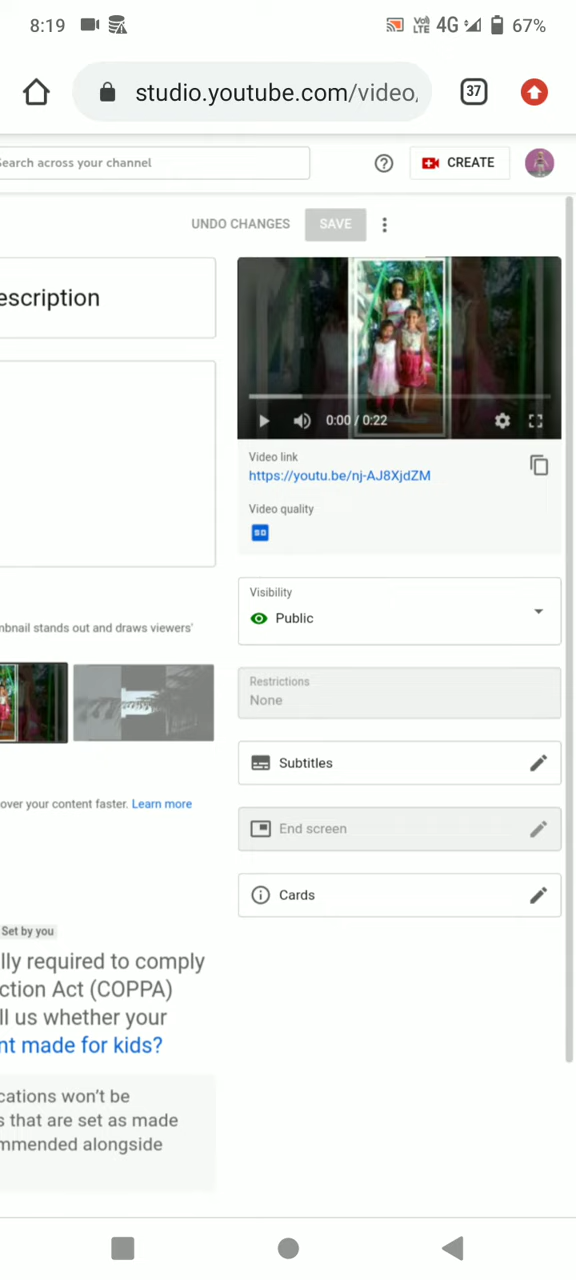 8:19
Vo)
LTE 4G 67%
studio.youtube.com/video,
37
Search across your channel
CREATE
UNDO CHANGES SAVE
escription
0:00 / 0:22
Video link
https://youtu.be/nj-AJ8XjdZM
Video quality
SD
Visibility
Public
mbnail stands out and draws viewers'
Restrictions
None
Subtitles
over your content faster. Learn more
End screen
Cards
Set by you
lly required to comply
ction Act (COPPA)
ll us whether your
nt made for kids?
cations won't be
s that are set as made
mmended alongside